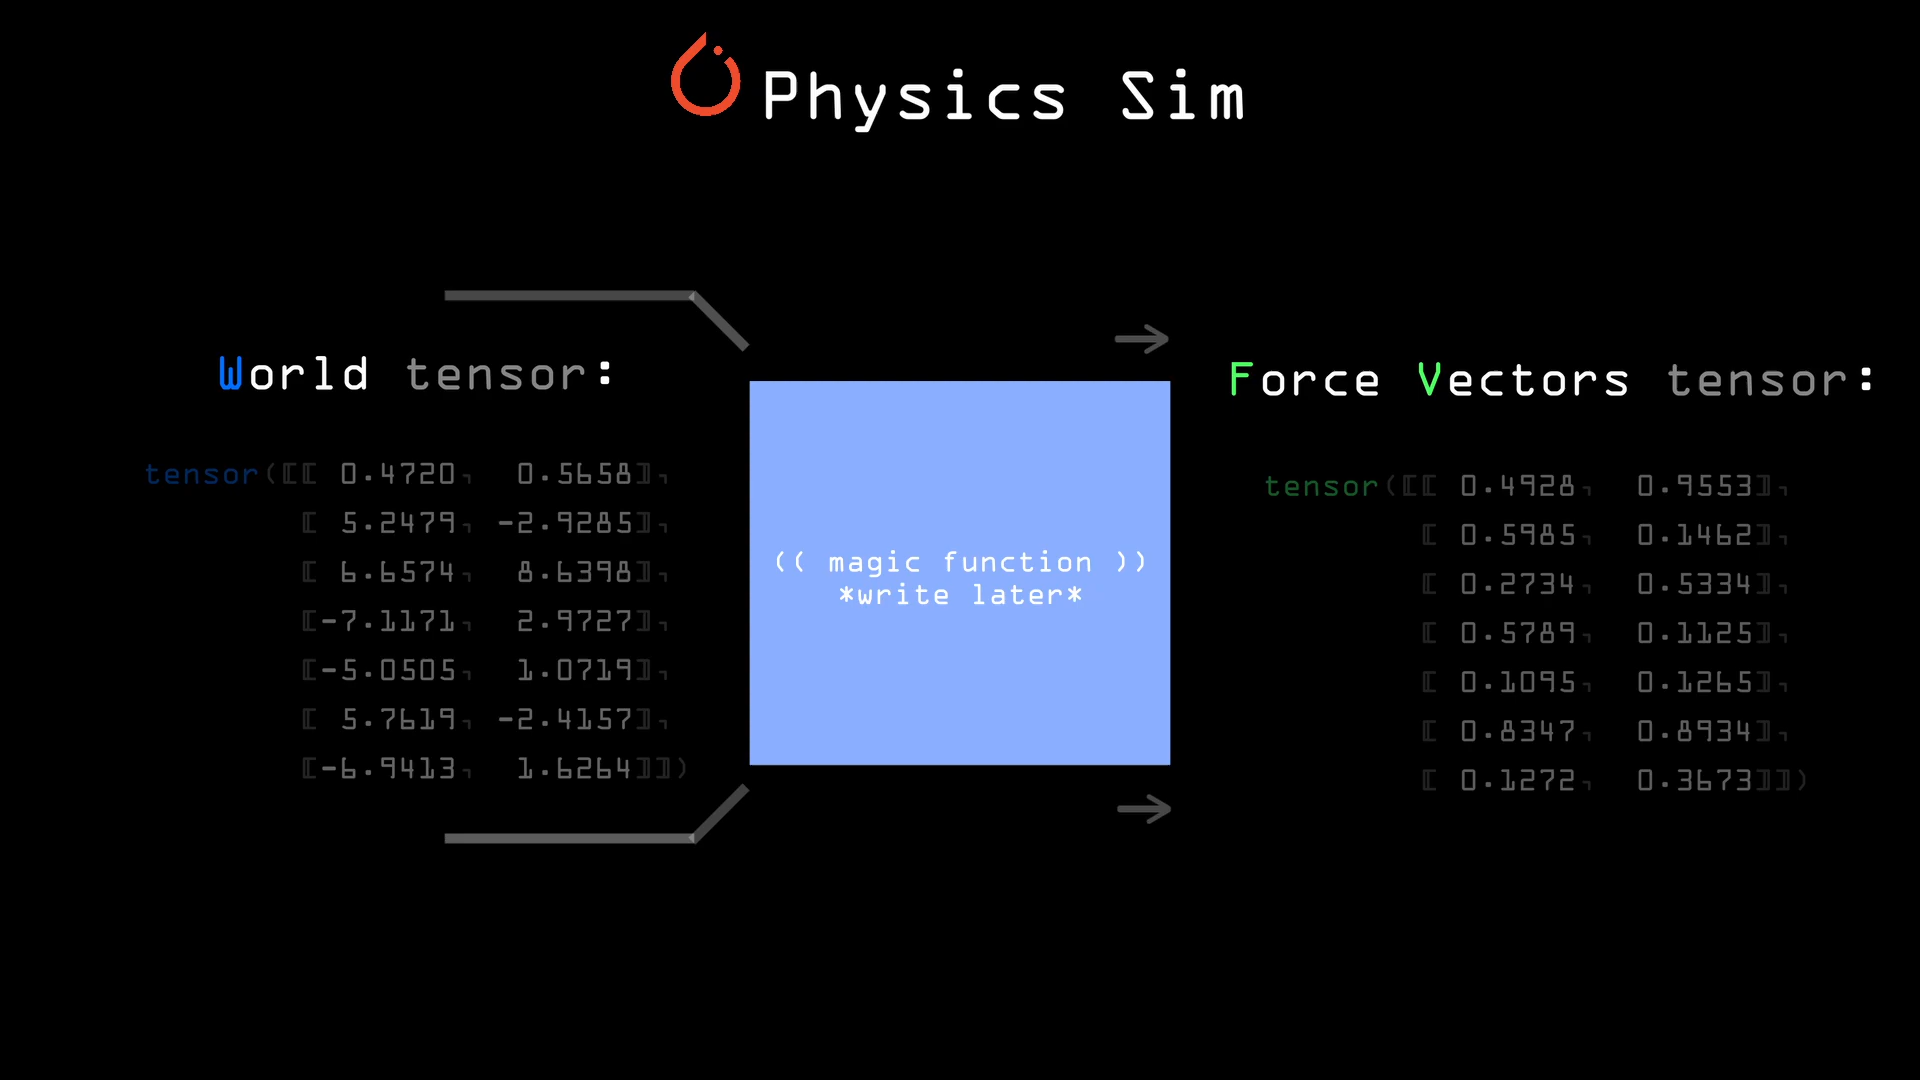 Physics Sim
World tensor:
tensor([[ 0.4720, 0.5658],
[ 5.2479, -2.9285],
[ 6.6574, 8.6398],
[-7.1171, 2.9727],
[-5.0505, 1.0719],
[ 5.7619, -2.4157],
[-6.9413, 1.6264]])
(( magic function ))
*write later*
Force Vectors tensor:
tensor([[ 0.4928, 0.9553],
[ 0.5985, 0.1462],
[ 0.2734, 0.5334],
[ 0.5789, 0.1125],
[ 0.1095, 0.1265],
[ 0.8347, 0.8934],
[ 0.1272, 0.3673]])